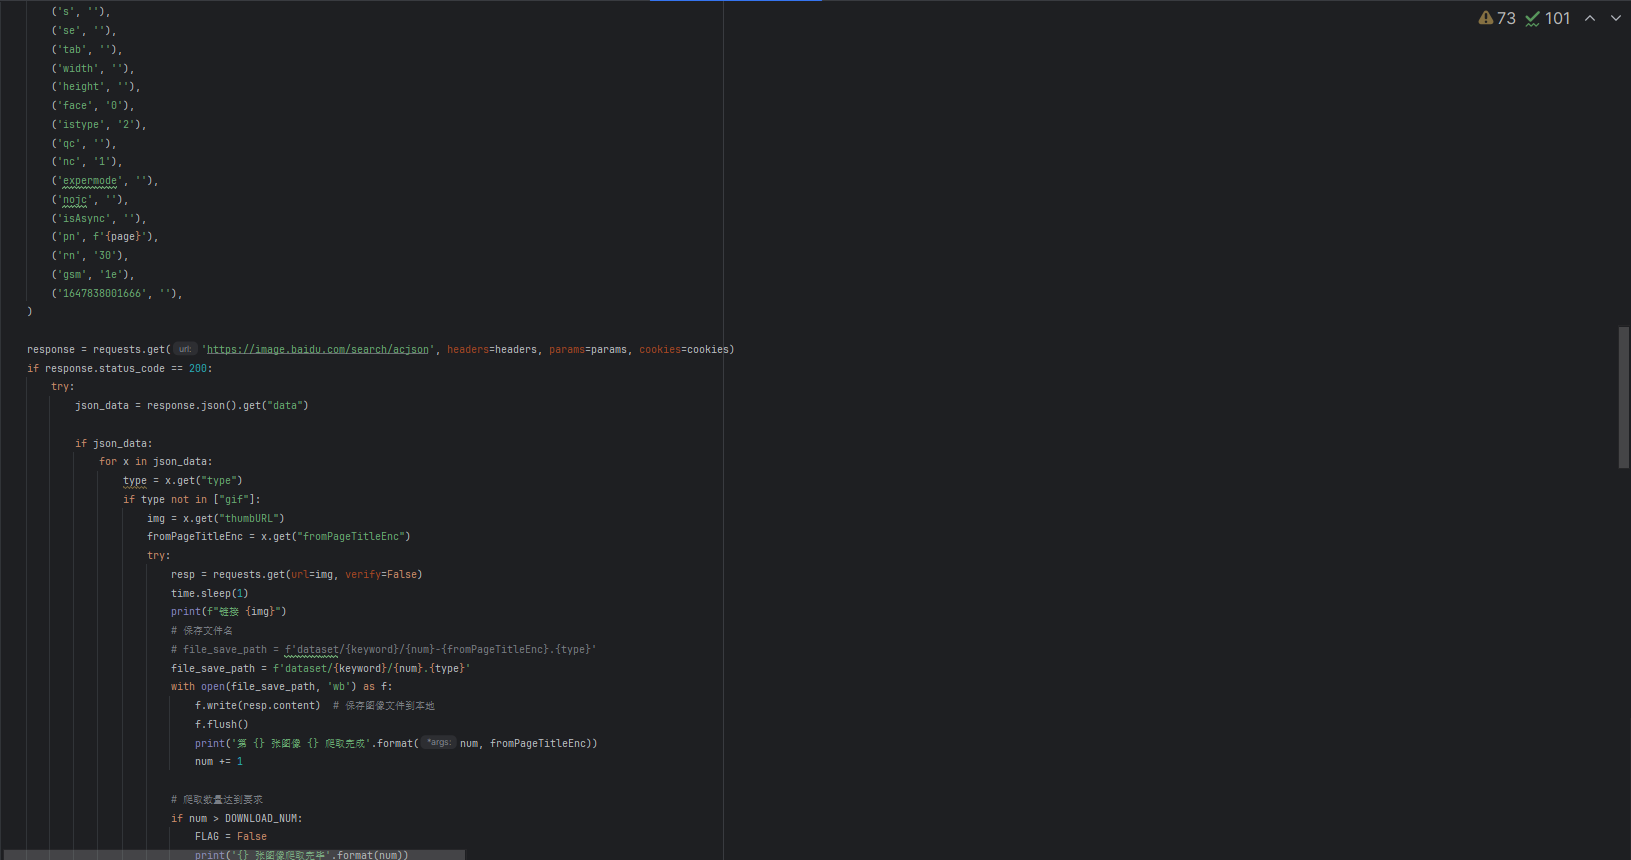 ('s', ''),
73 101
('se', ''),
('tab', ''),
('width', ''),
('height', ''),
('face', '0'),
('istype', '2'),
('qc', ''),
('nc', '1'),
('expermode', ''),
('nojc', ''),
('isAsync', ''),
('pn', f'{page}'),
('rn', '30'),
('gsm', '1e'),
('1647838001666', ''),
)
response = requests.get( url: 'https://image.baidu.com/search/acjson', headers=headers, params=params, cookies=cookies)
if response.status_code == 200:
try:
json_data = response.json().get("data")
if json_data:
for x in json_data:
type = x.get("type")
if type not in ["gif"]:
img = x.get("thumbURL")
fromPageTitleEnc = x.get("fromPageTitleEnc")
try:
resp = requests.get(url=img, verify=False)
time.sleep(1)
print(f"链接 {img}")
# 保存文件名
# file_save_path = f'dataset/{keyword}/{num}-{fromPageTitleEnc}.{type}'
file_save_path = f'dataset/{keyword}/{num}.{type}'
with open(file_save_path, 'wb') as f:
f.write(resp.content) # 保存图像文件到本地
f.flush()
print('第 {} 张图像 {} 爬取完成'.format( *args: num, fromPageTitleEnc))
num += 1
# 爬取数量达到要求
if num > DOWNLOAD_NUM:
FLAG = False
print('{} 张图像爬取完毕'.format(num))